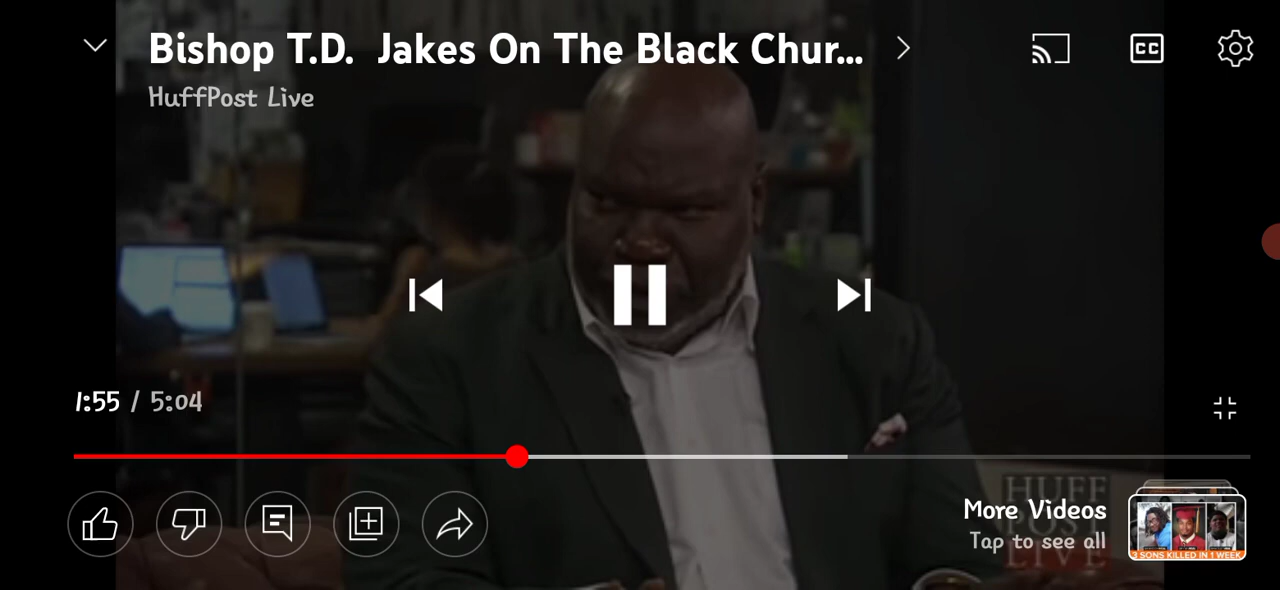 Bishop T.D. Jakes On The Black Chur...
HuffPost Live
CC
1:55 / 5:04
HUFF
POST
LIVE
More Videos
Tap to see all
3 SONS KILLED IN 1 WEEK